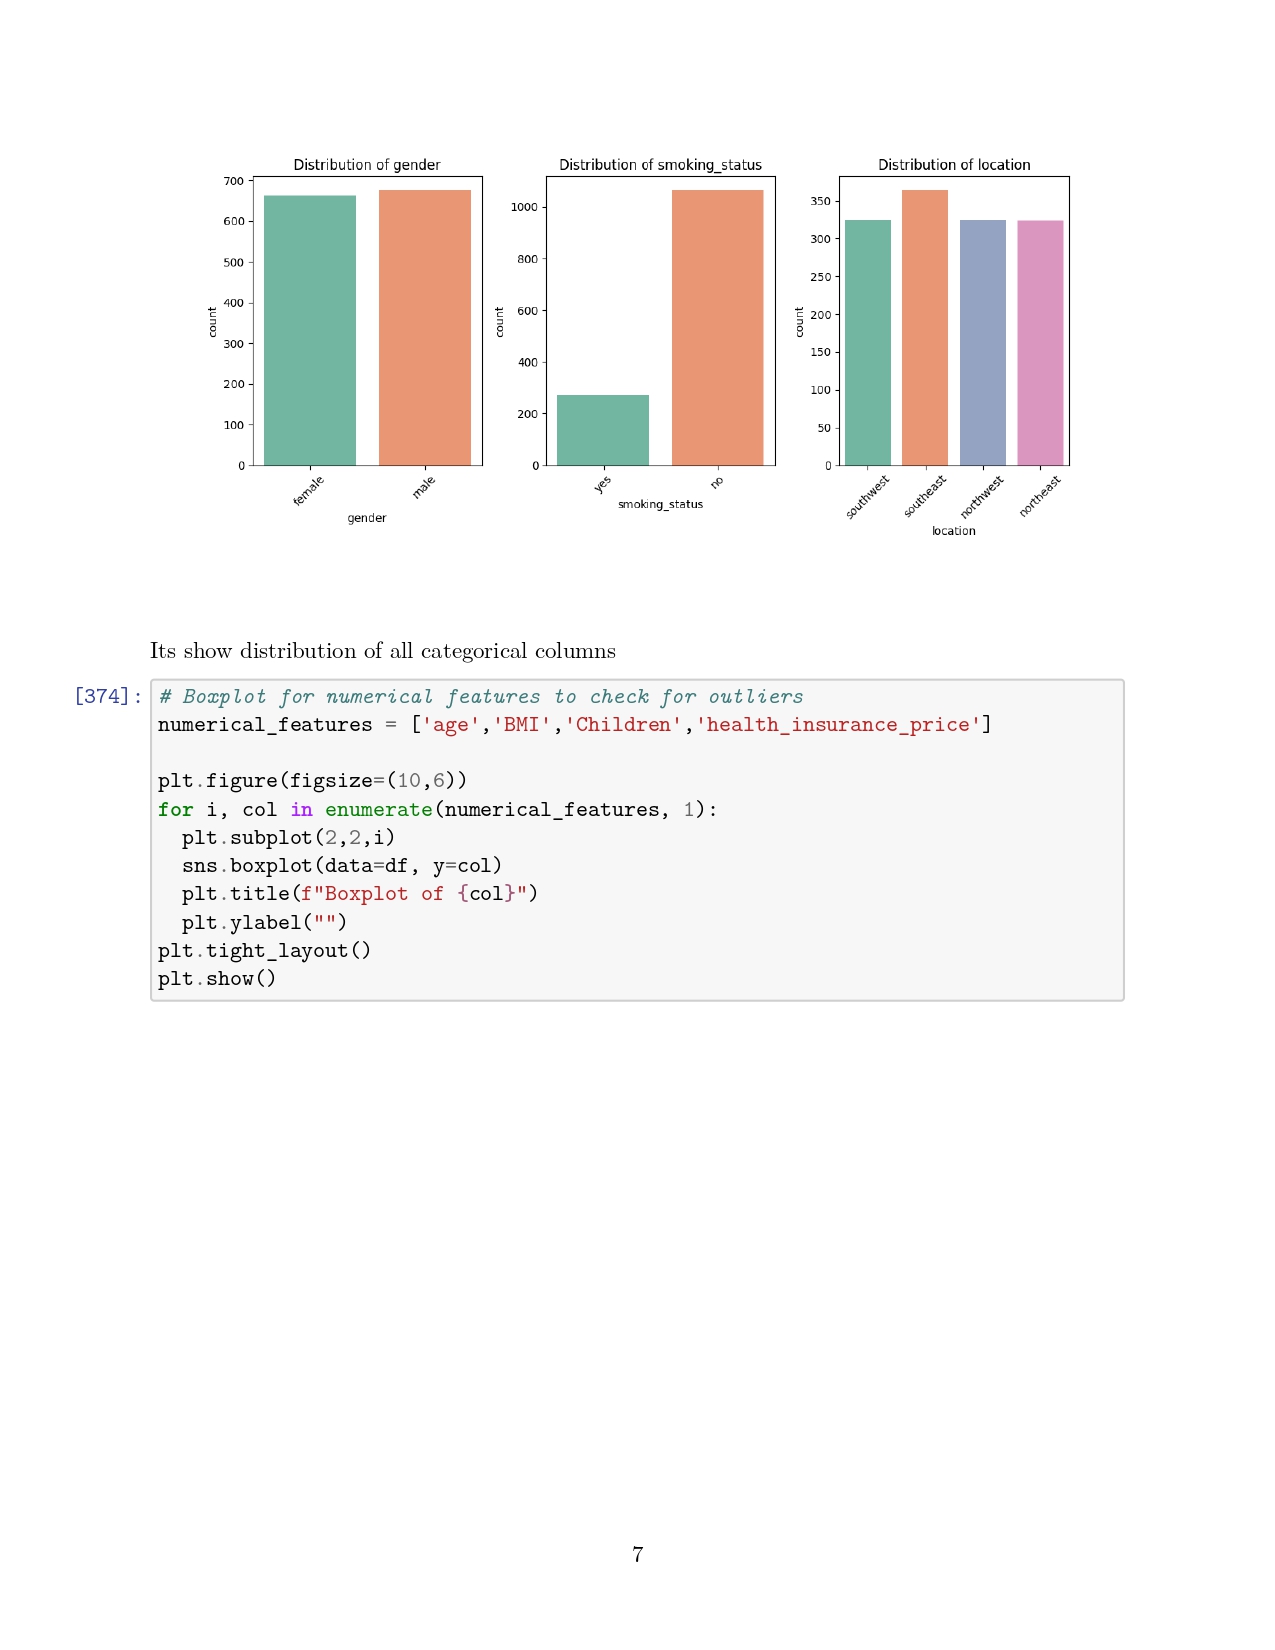 Distribution of gender
700
600
500
400
300
200
100
0
count
female
male
gender
Distribution of smoking_status
1000
800
600
400
200
0
count
yes
no
smoking_status
Distribution of location
350
300
250
200
150
100
50
0
count
southwest
southeast
northwest
northeast
location
Its show distribution of all categorical columns
[374]: # Boxplot for numerical features to check for outliers
numerical_features = ['age','BMI','Children','health_insurance_price']
plt.figure(figsize=(10,6))
for i, col in enumerate(numerical_features, 1):
  plt.subplot(2,2,i)
  sns.boxplot(data=df, y=col)
  plt.title(f"Boxplot of {col}")
  plt.ylabel("")
plt.tight_layout()
plt.show()
7